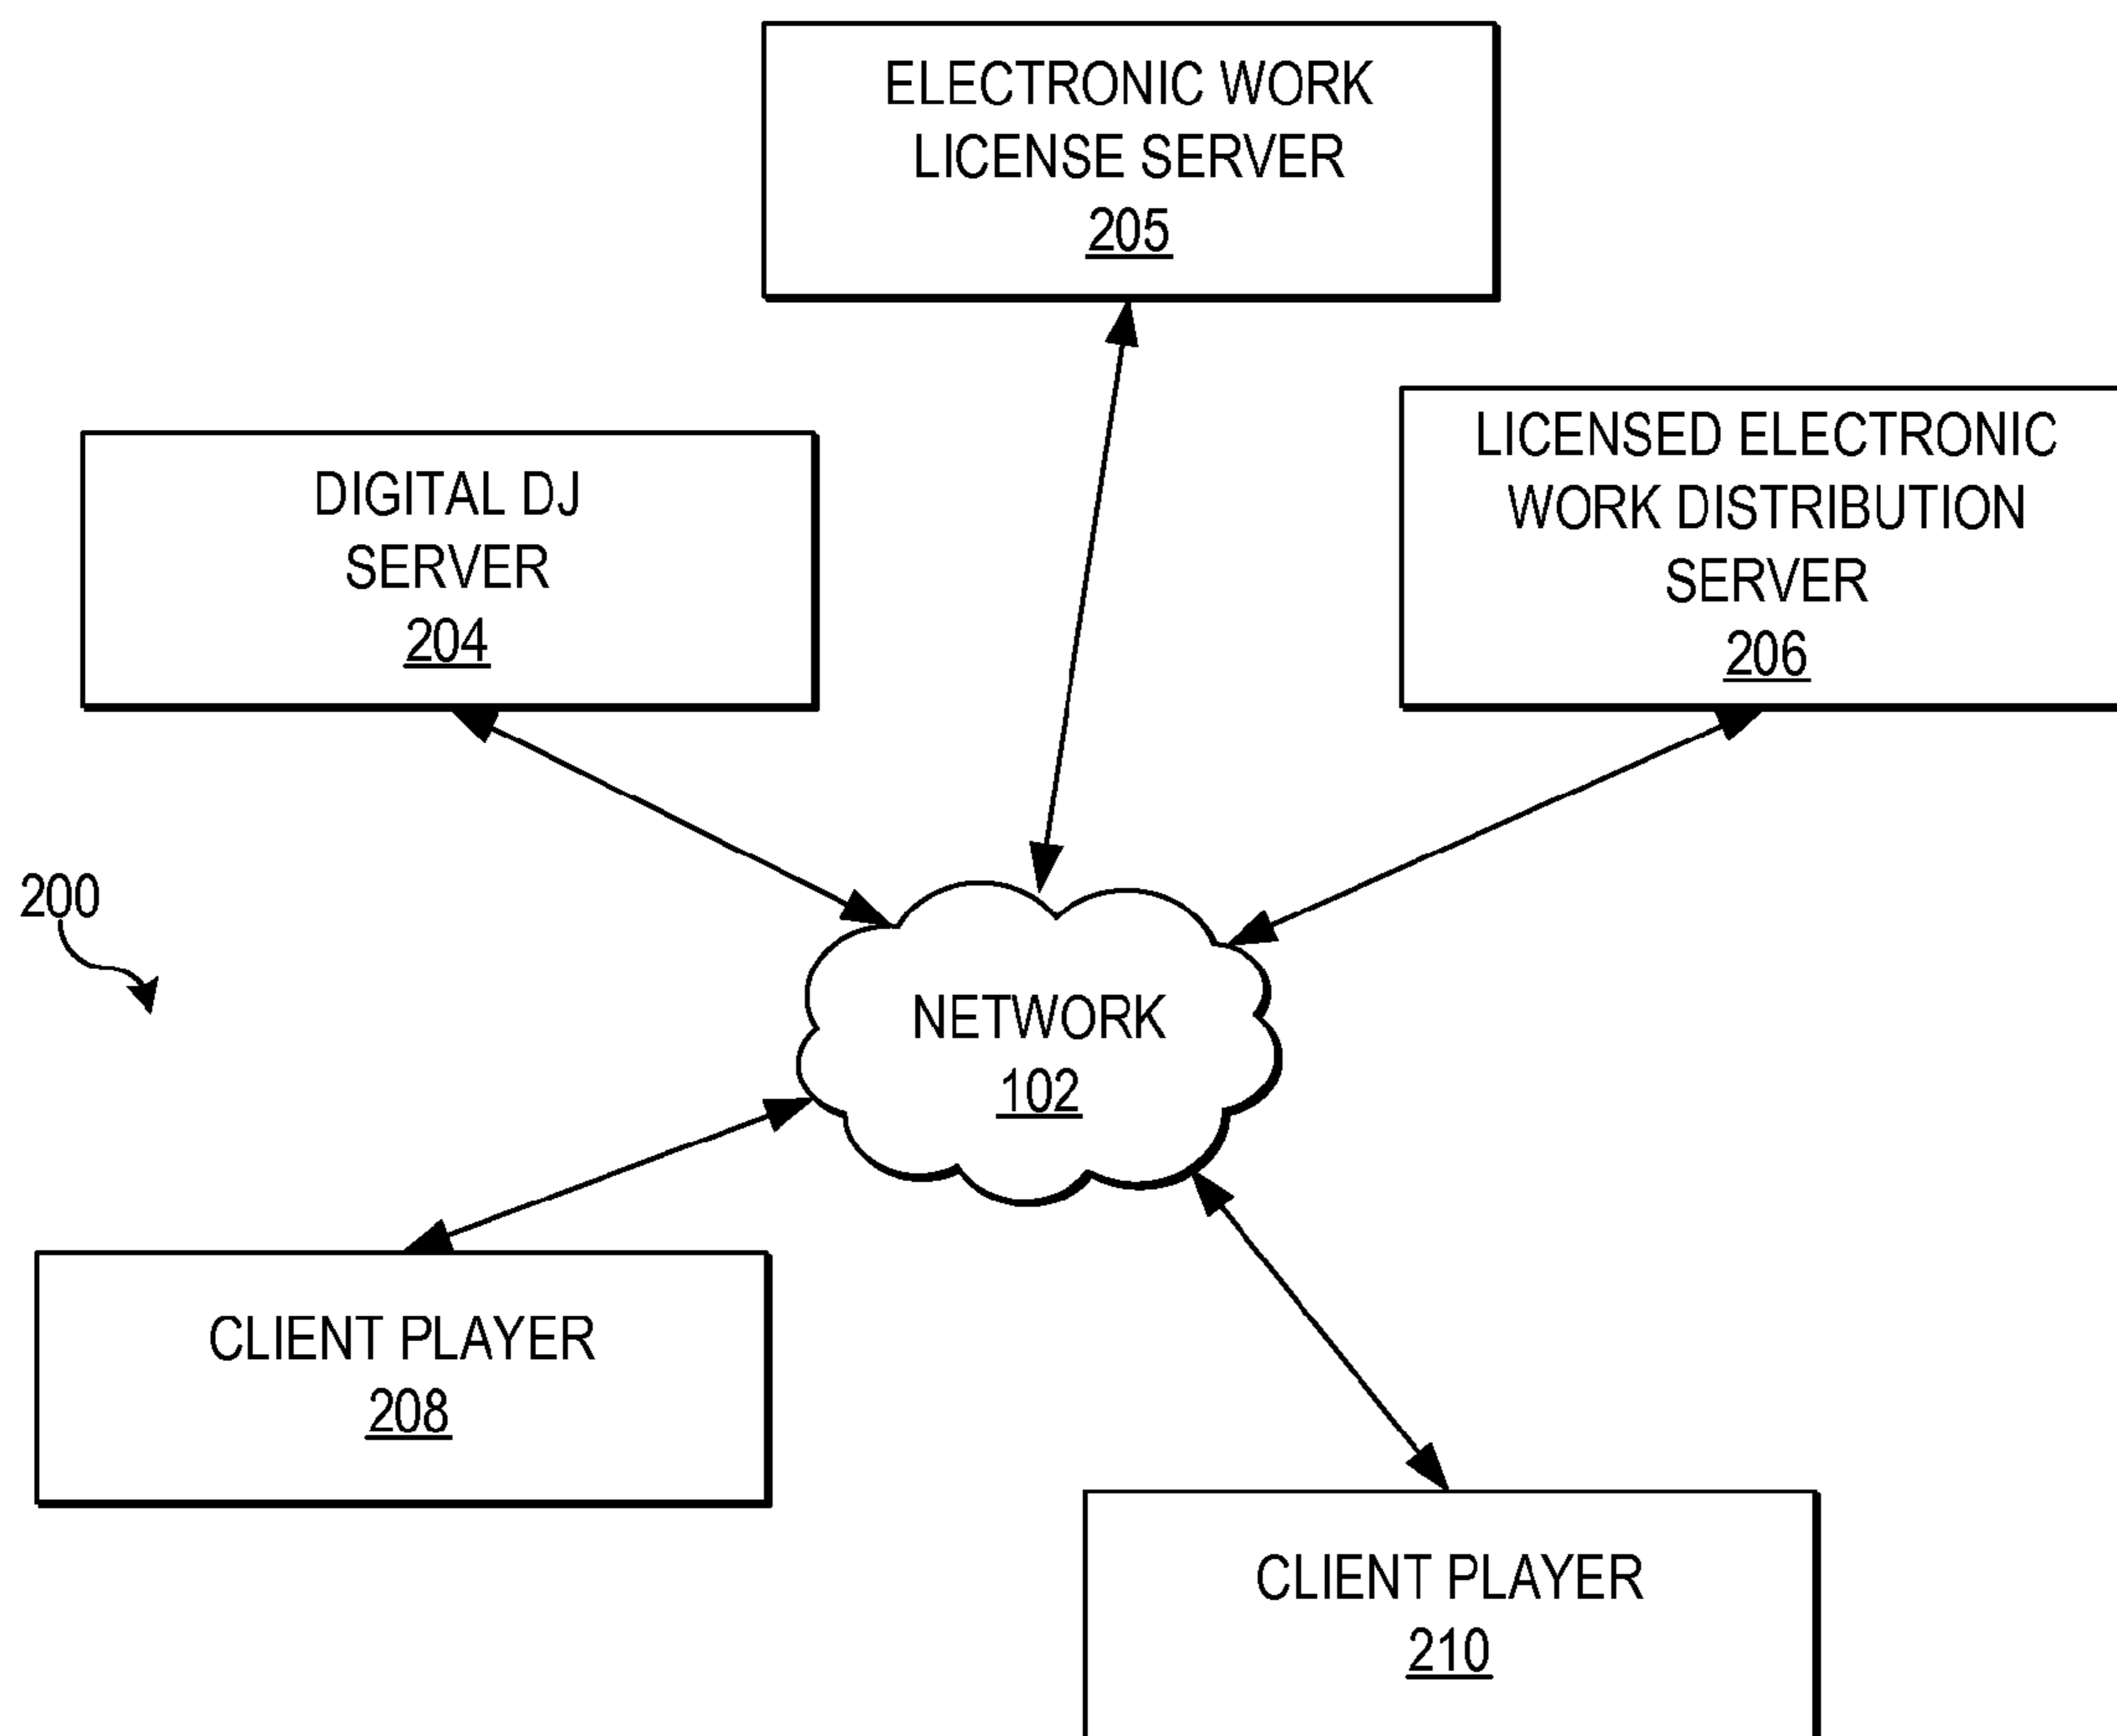 ELECTRONIC WORK
LICENSE SERVER
205
DIGITAL DJ
SERVER
204
LICENSED ELECTRONIC
WORK DISTRIBUTION
SERVER
206
200
NETWORK
102
CLIENT PLAYER
208
CLIENT PLAYER
210